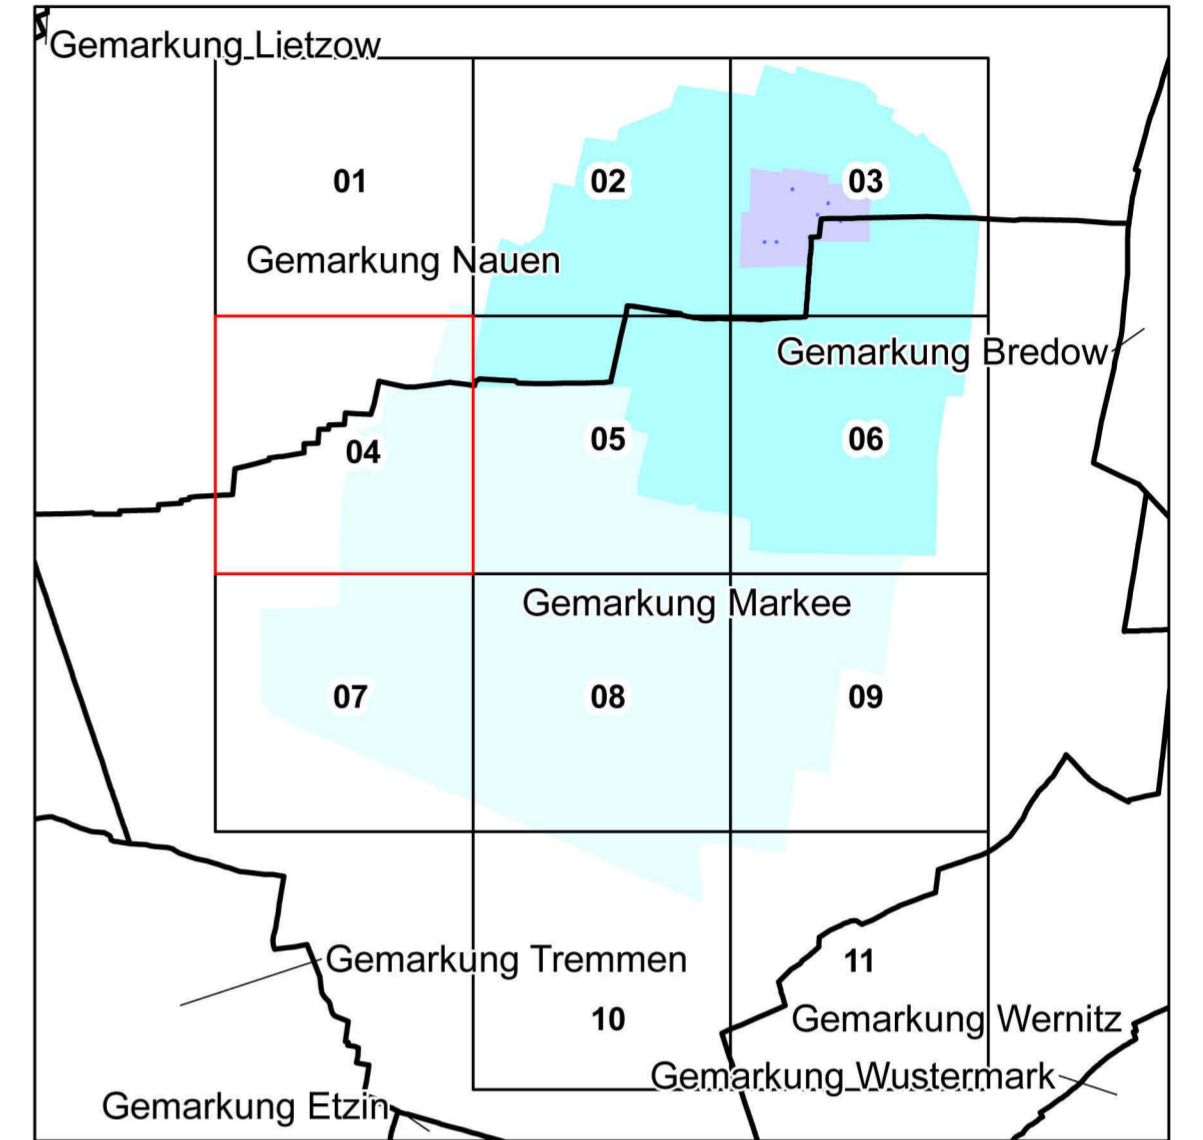 Gemarkung Lietzow
01
02
03
Gemarkung Nauen
Gemarkung Bredow
04
05
06
Gemarkung Markee
07
08
09
Gemarkung Tremmen
11
10
Gemarkung Wernitz
Gemarkung Wustermark
Gemarkung Etzin